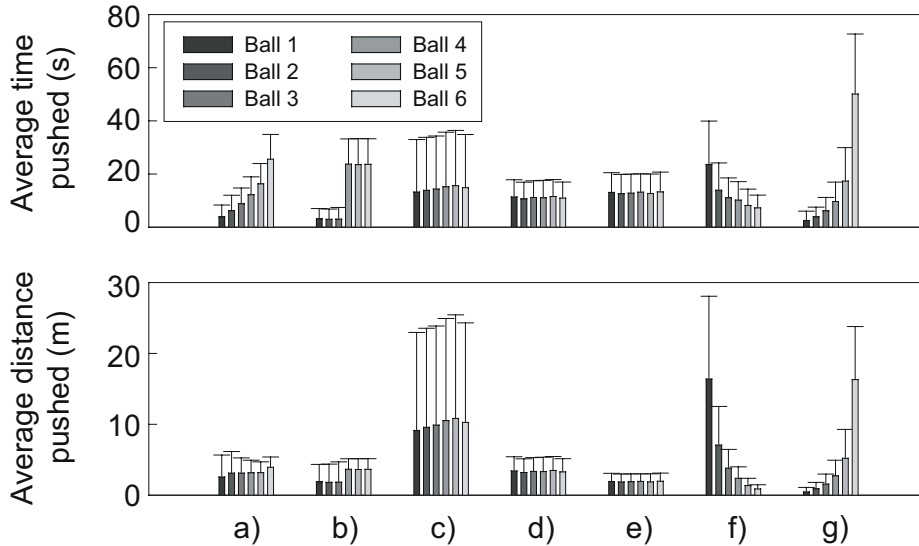 Average time
pushed (s)
80
60
40
20
0
Ball 1
Ball 2
Ball 3
Ball 4
Ball 5
Ball 6
Average distance
pushed (m)
30
20
10
0
a) b) c) d) e) f) g)